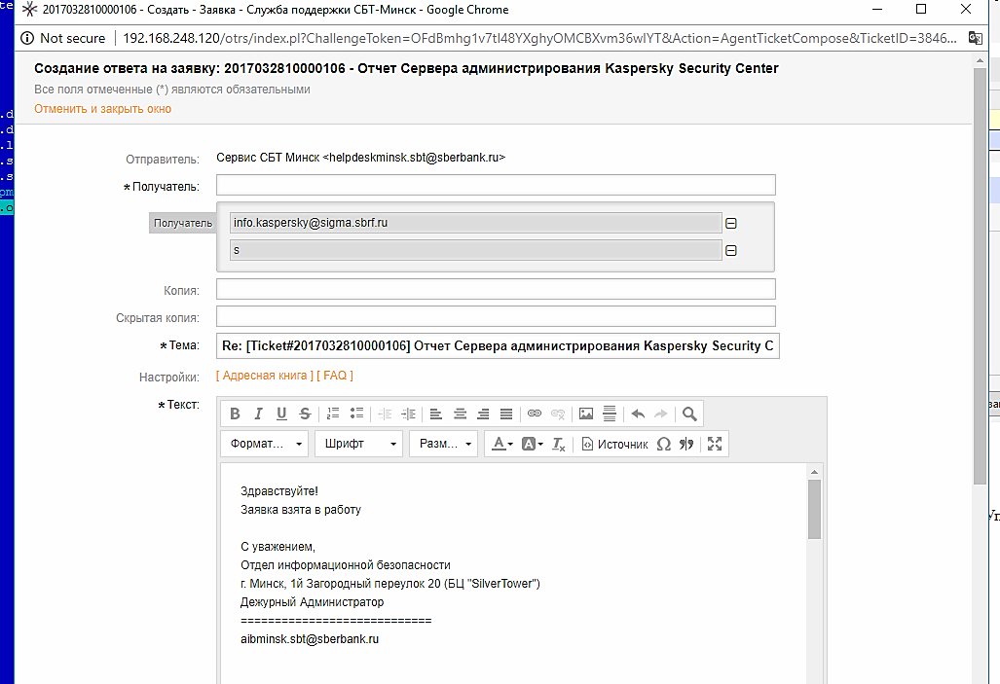 2017032810000106 - Создать - Заявка - Служба поддержки СБТ-Минск - Google Chrome
Not secure 192.168.248.120/otrs/index.pl?ChallengeToken=OFdBmhg1v7tI48YXghyOMCBXvm36wIYT&Action=AgentTicketCompose&TicketID=3846...
Создание ответа на заявку: 2017032810000106 - Отчет Сервера администрирования Kaspersky Security Center
Все поля отмеченные (*) являются обязательными
Отменить и закрыть окно
Отправитель: Сервис СБТ Минск <helpdeskminsk.sbt@sberbank.ru>
* Получатель:
Получатель info.kaspersky@sigma.sbrf.ru
s
Копия:
Скрытая копия:
* Тема: Re: [Ticket#2017032810000106] Отчет Сервера администрирования Kaspersky Security C
Настройки: [ Адресная книга ] [ FAQ ]
* Текст:
Формат... Шрифт Разм... Источник
Здравствуйте!
Заявка взята в работу
С уважением,
Отдел информационной безопасности
г. Минск, 1й Загородный переулок 20 (БЦ "SilverTower")
Дежурный Администратор
============================
aibminsk.sbt@sberbank.ru